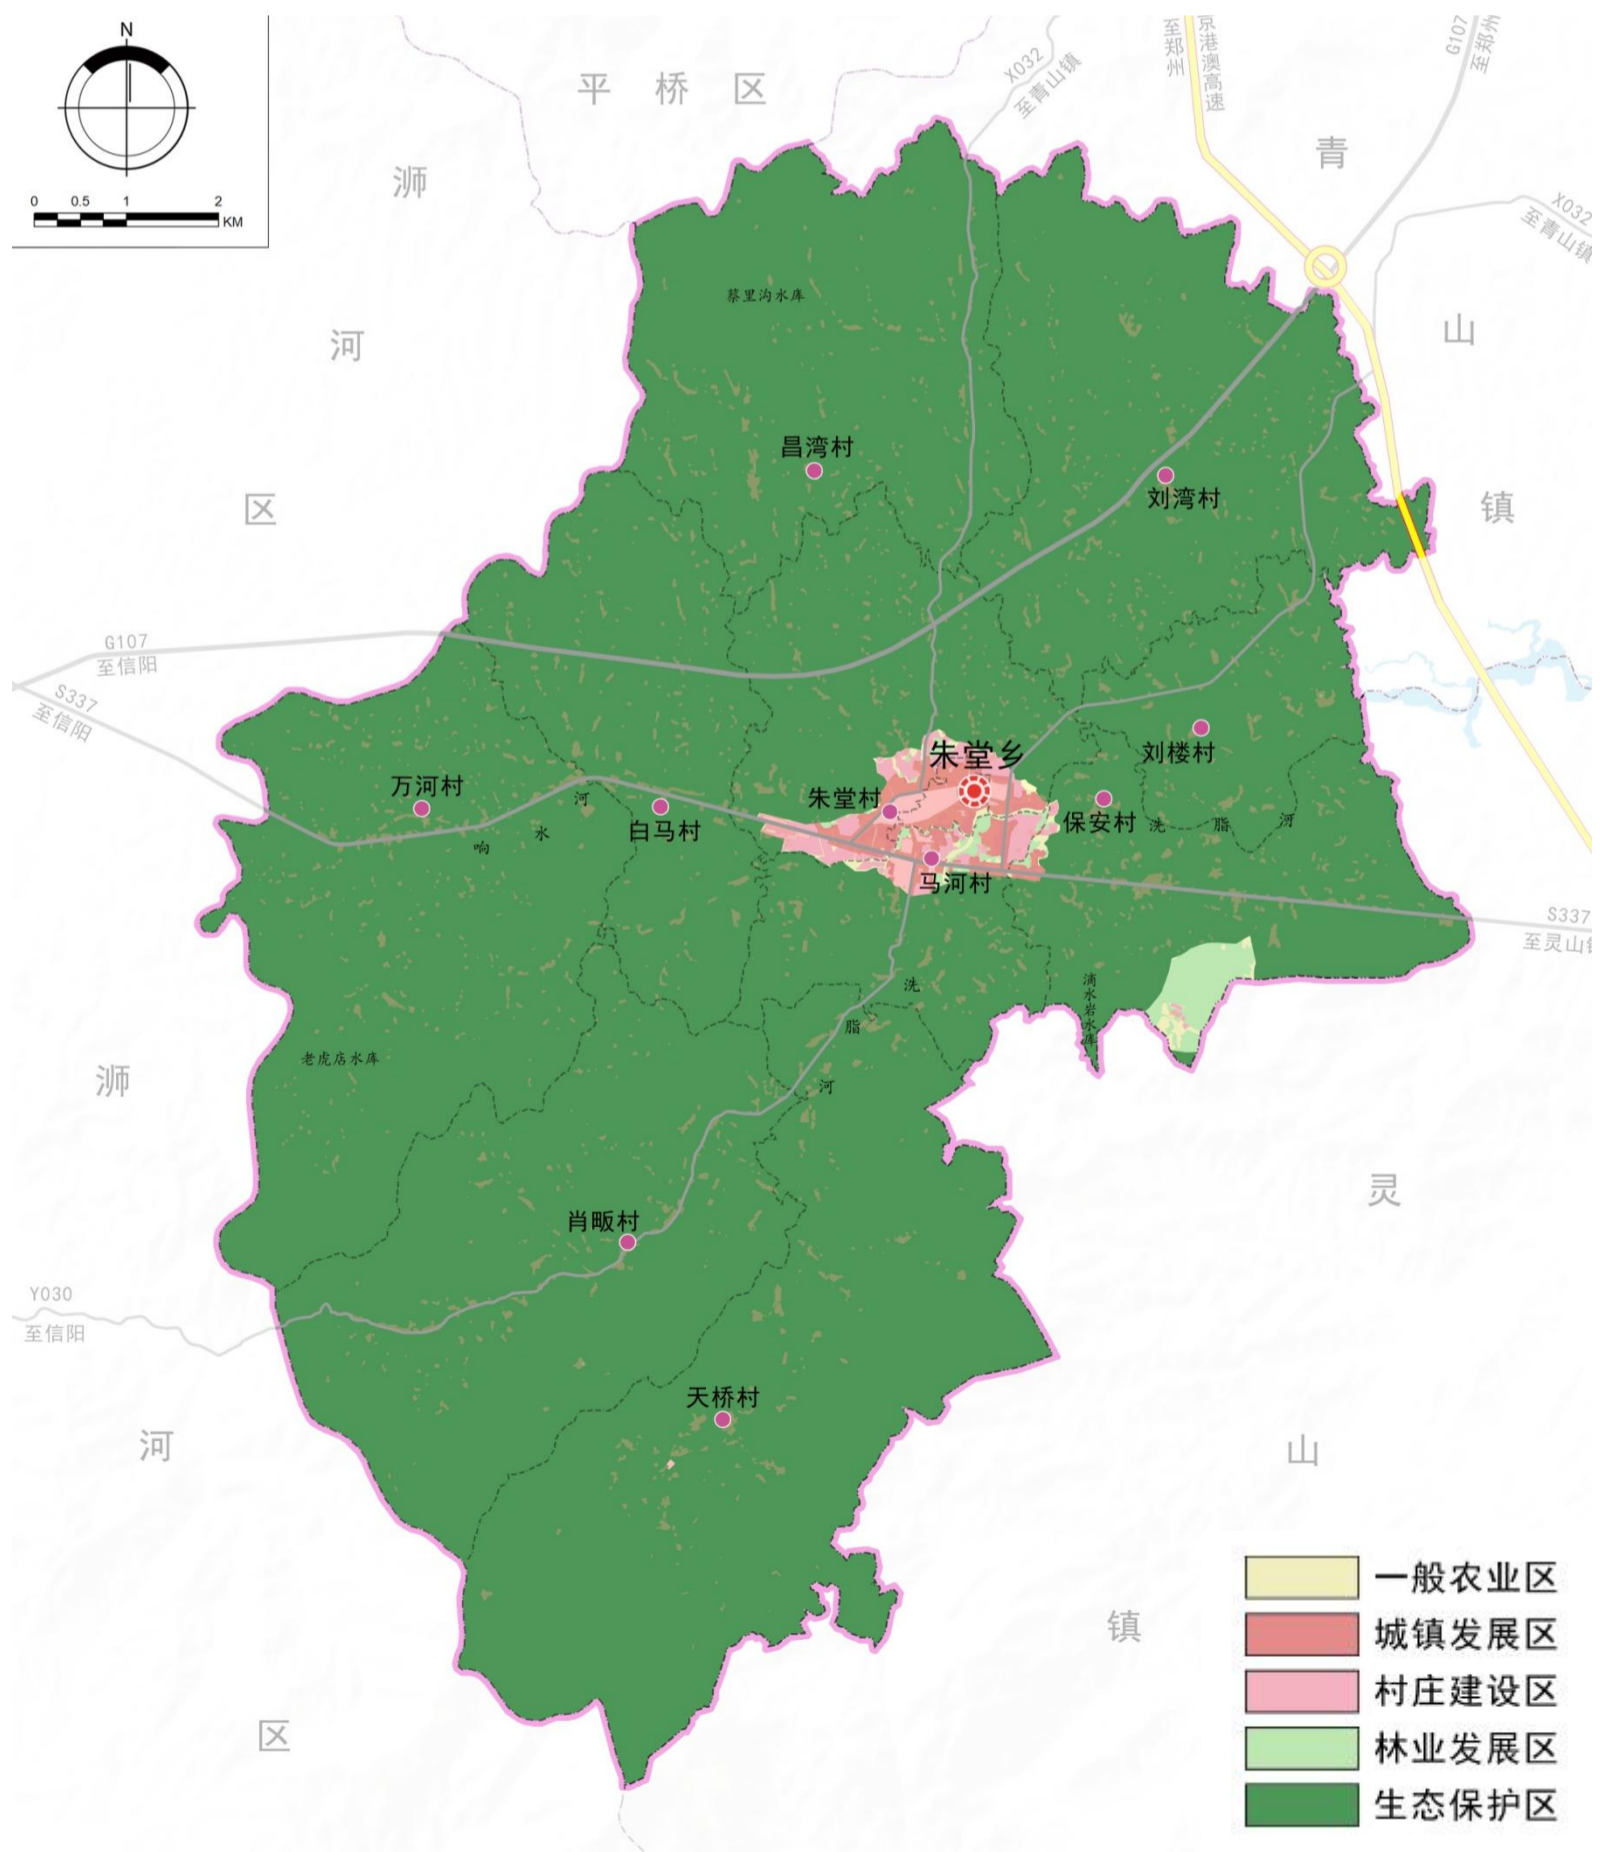 N
0 0.5 1 2
KM
平桥区
X032
至青山镇
至郑州
京港澳高速
G107
至郑州
青
山
镇
X032
至青山镇
浉
河
区
蔡里沟水库
昌湾村
刘湾村
G107
至信阳
S337
至信阳
朱堂乡
刘楼村
万河村
河
水
响
白马村
朱堂村
保安村
洗
脂
河
马河村
S337
至灵山镇
洗
脂
河
滴水岩水库
老虎店水库
浉
河
区
肖畈村
灵
山
镇
Y030
至信阳
天桥村
一般农业区
城镇发展区
村庄建设区
林业发展区
生态保护区